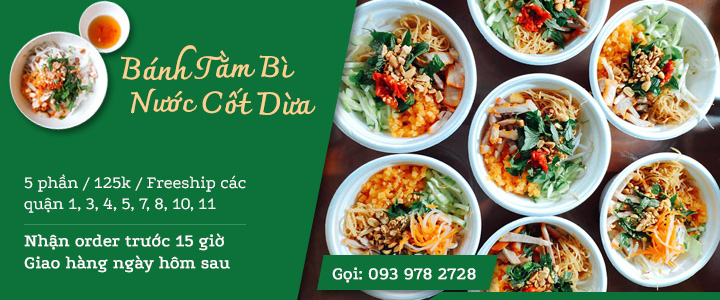 Bánh Tằm Bì
Nước Cốt Dừa
5 phần / 125k / Freeship các
quận 1, 3, 4, 5, 7, 8, 10, 11
Nhận order trước 15 giờ
Giao hàng ngày hôm sau
Gọi: 093 978 2728